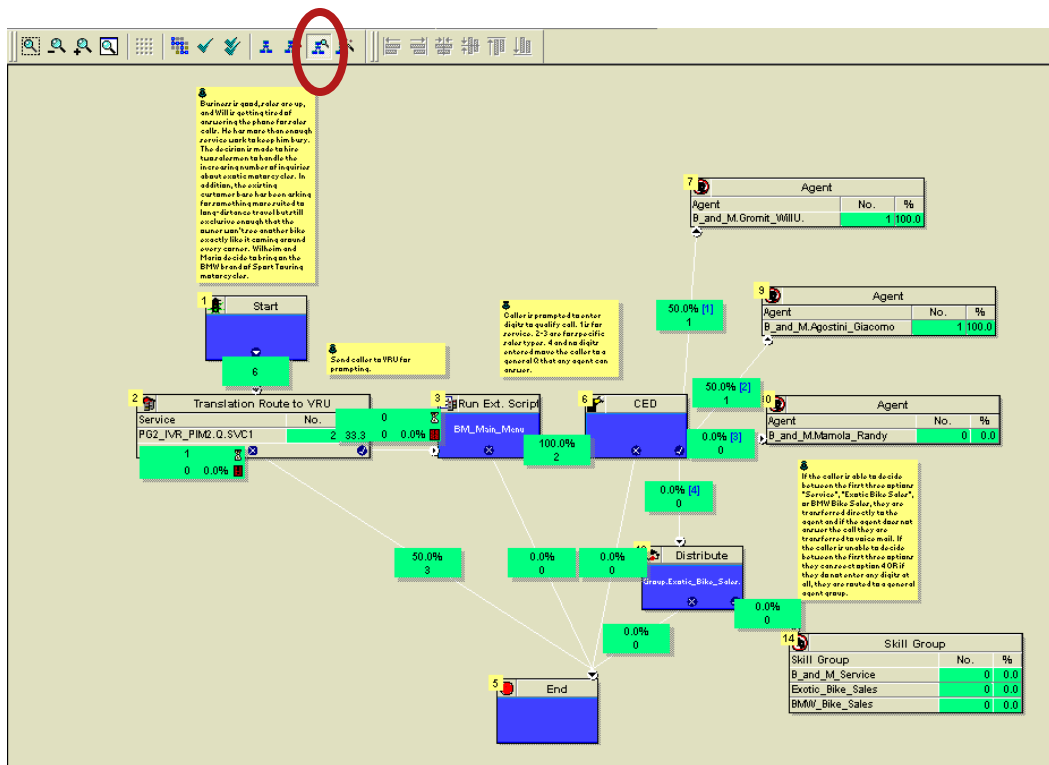 Business is good, sales are up,
and Will is getting tired of
answering the phone for sales
calls. He has more than enough
service work to keep him bury.
The decision is made to hire
two salesmen to handle the
increasing number of inquiries
about exotic motorcycles. In
addition, the existing
customer base has been asking
for something more suited to
long-distance travel but still
exclusive enough that the
owner won't see another bike
exactly like it coming around
every corner. Wilheim and
Maria decide to bring on the
BMW brand of Sport Touring
motorcycles.
7
Agent
Agent No. %
B_and_M.Gromit_WillU. 1 100.0
1
Start
6
Caller is prompted to enter
digits to qualify call. 1 is for
service. 2-3 are for specific
sales types. 4 and no digits
entered move the caller to a
general Q that any agent can
answer.
50.0% [1]
1
9
Agent
Agent No. %
B_and_M.Agostini_Giacomo 1 100.0
Send caller to VRU for
prompting.
50.0% [2]
1
2
Translation Route to VRU
Service No.
PG2_IVR_PIM2.Q.SVC1 2 33.3
1
0 0.0%
0
0 0.0%
3
Run Ext. Script
BM_Main_Menu
100.0%
2
6
CED
0.0% [3]
0
Agent
Agent No. %
B_and_M.Mamola_Randy 0 0.0
0.0% [4]
0
If the caller is able to decide
between the first three options
"Service", "Exotic Bike Sales",
or BMW Bike Sales, they are
transferred directly to the
agent and if the agent does not
answer the call they are
transferred to voice mail. If
the caller is unable to decide
between the first three options
they can select option 4 OR if
they do not enter any digits at
all, they are routed to a general
agent group.
50.0%
3
0.0%
0
0.0%
0
Distribute
Group.Exotic_Bike_Sales.
0.0%
0
0.0%
0
14
Skill Group
Skill Group No. %
B_and_M_Service 0 0.0
Exotic_Bike_Sales 0 0.0
BMW_Bike_Sales 0 0.0
5
End